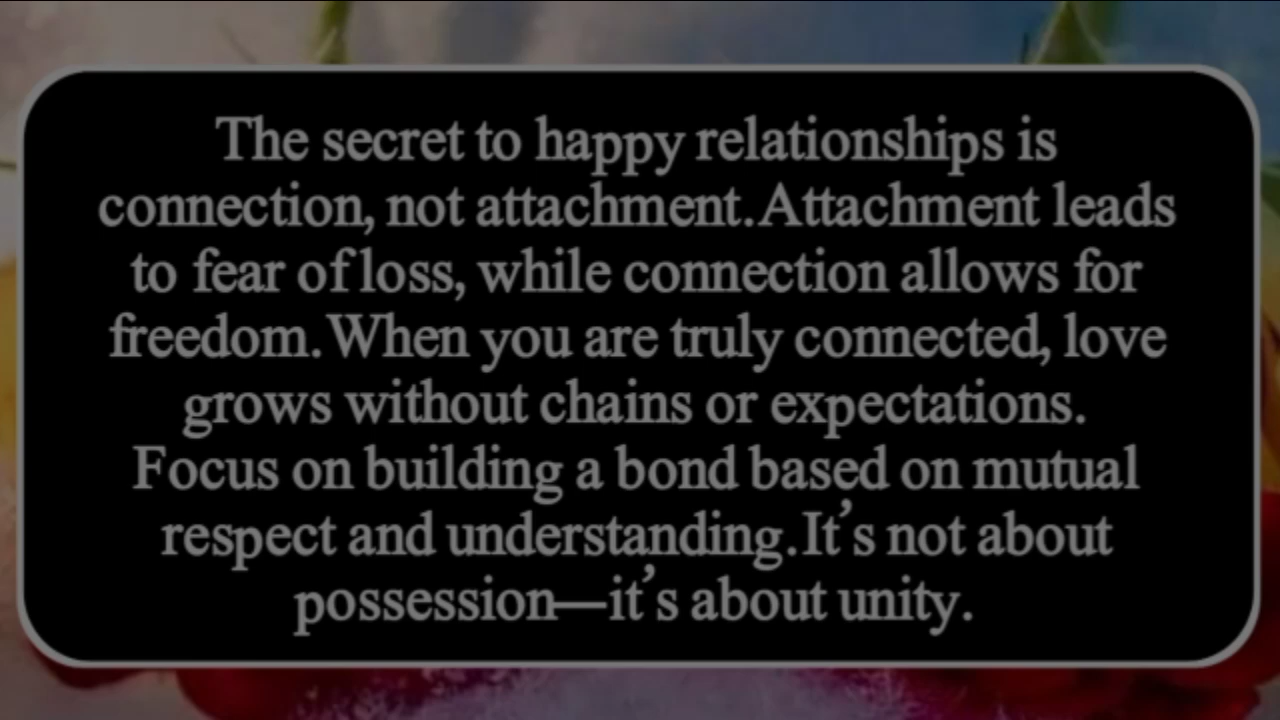 The secret to happy relationships is
connection, not attachment. Attachment leads
to fear of loss, while connection allows for
freedom. When you are truly connected, love
grows without chains or expectations.
Focus on building a bond based on mutual
respect and understanding. It’s not about
possession—it’s about unity.